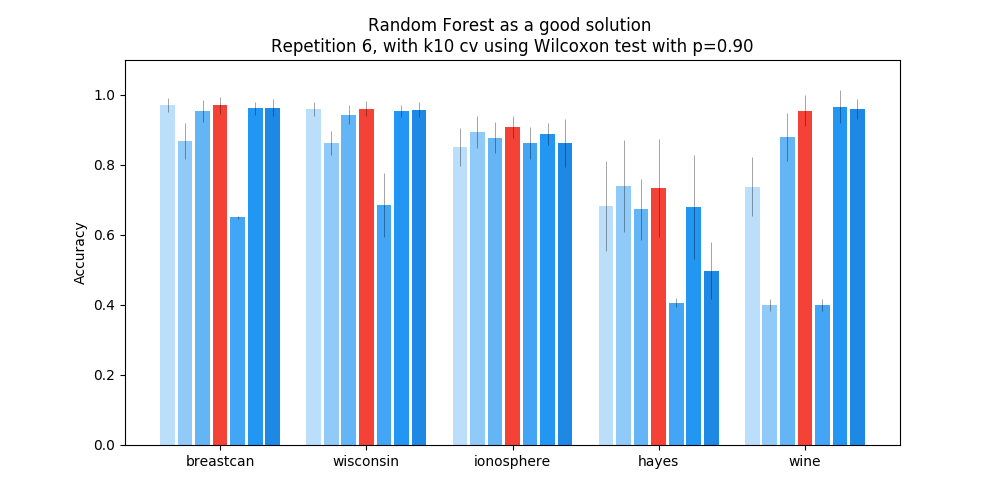 Random Forest as a good solution
Repetition 6, with k10 cv using Wilcoxon test with p=0.90
1.0
0.8
0.6
0.4
0.2
0.0
Accuracy
breastcan
wisconsin
ionosphere
hayes
wine